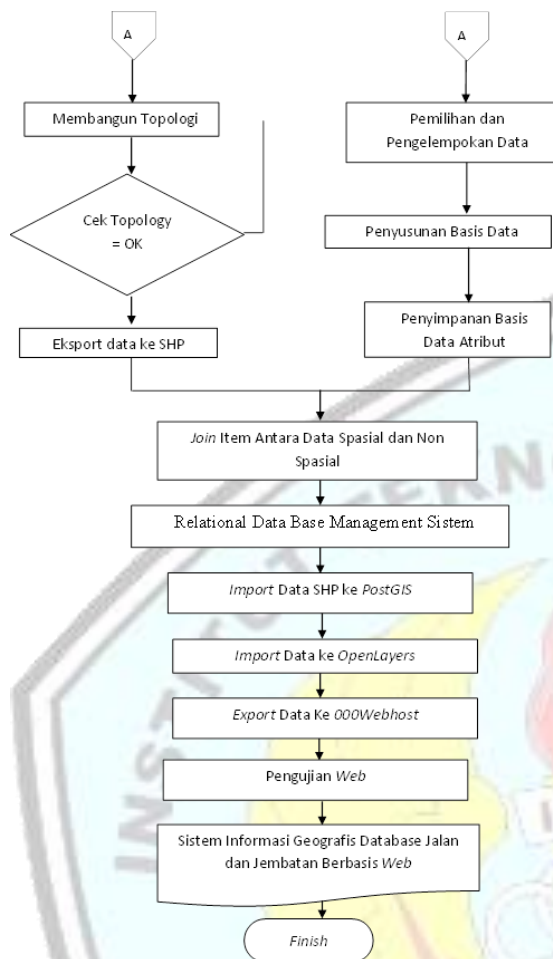 A
A
Membangun Topologi
Cek Topology
= OK
Eksport data ke SHP
Pemilihan dan
Pengelempokan Data
Penyusunan Basis Data
Penyimpanan Basis
Data Atribut
Join Item Antara Data Spasial dan Non
Spasial
Relational Data Base Management Sistem
Import Data SHP ke PostGIS
Import Data ke OpenLayers
Export Data Ke 000Webhost
Pengujian Web
Sistem Informasi Geografis Database Jalan
dan Jembatan Berbasis Web
Finish